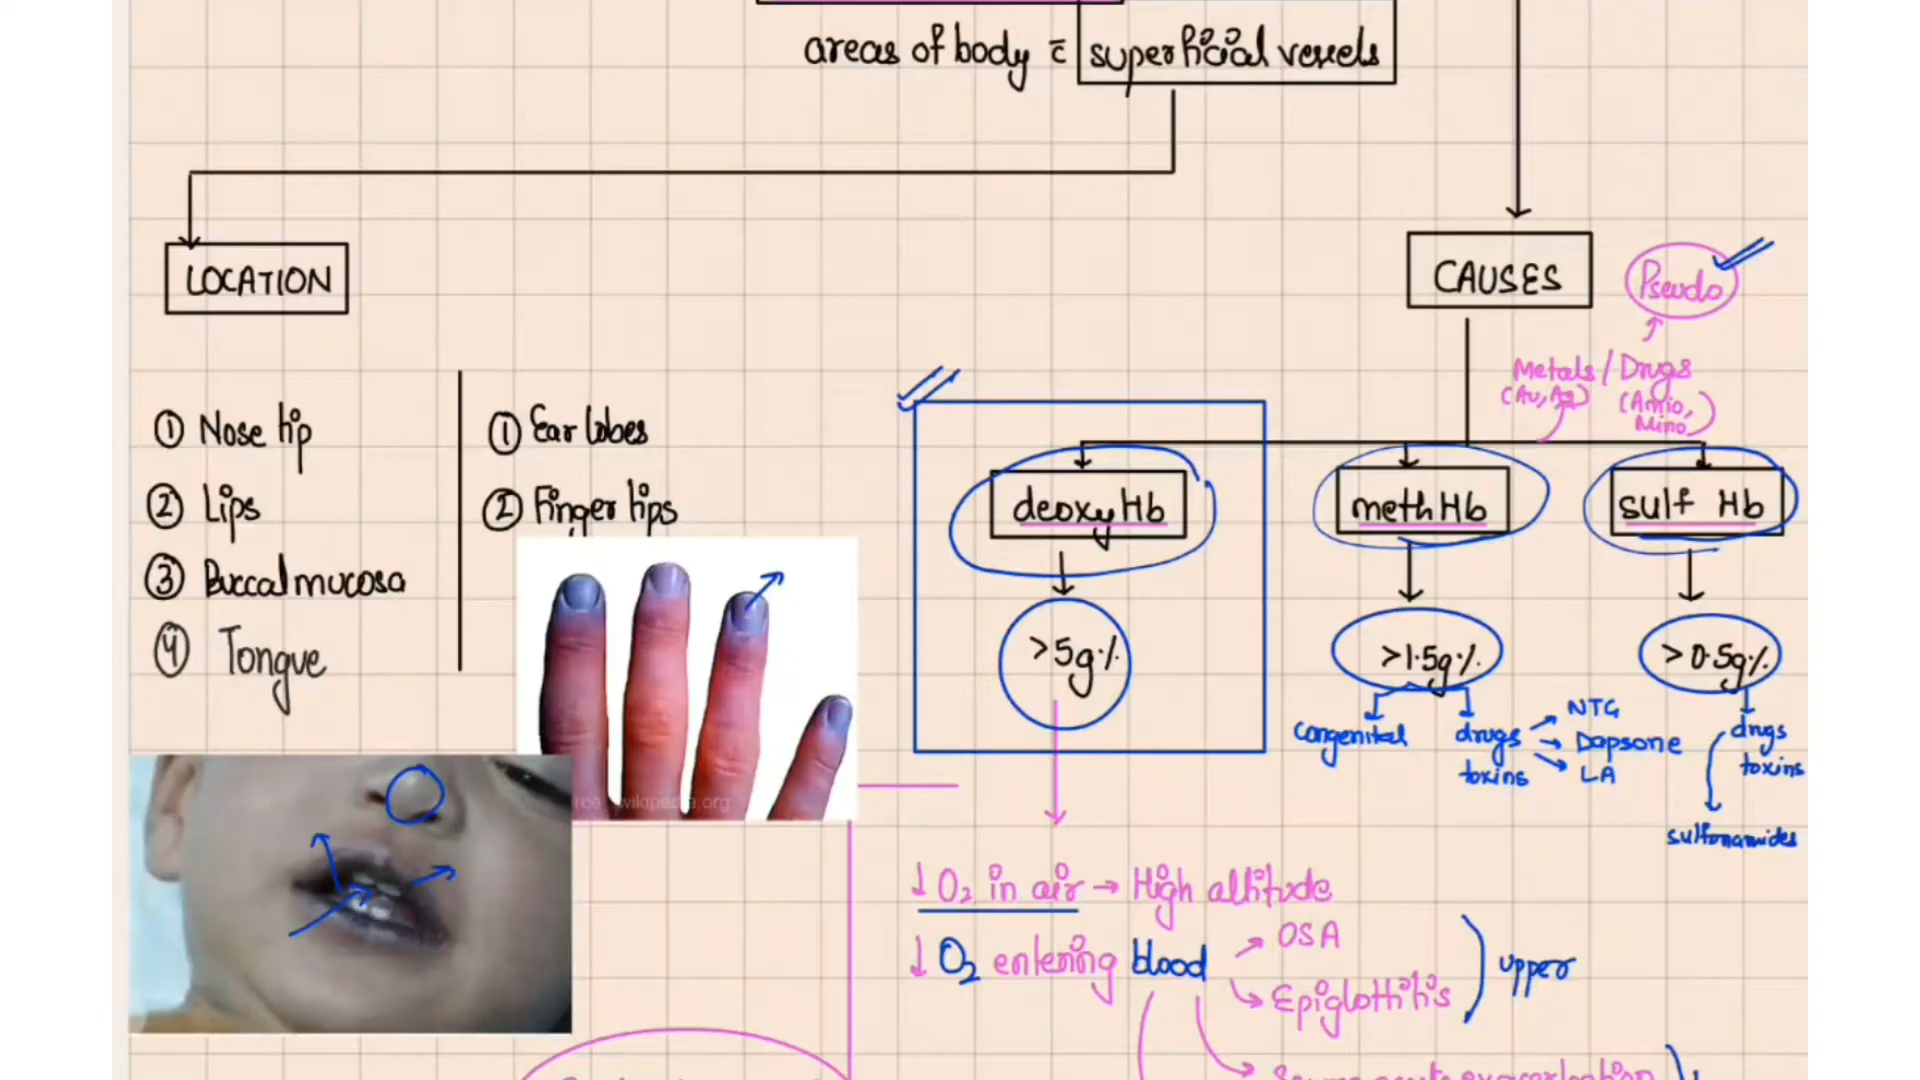 areas of body c̄ superficial vessels
LOCATION
① Nose tip
② Lips
③ Buccal mucosa
④ Tongue
① Ear lobes
② Finger tips
wikipedia.org
CAUSES
Pseudo
Metals / Drugs
(Au, Ag) (Amio,
Mino)
deoxy Hb
meth Hb
sulf Hb
>5g%
>1.5g%
>0.5g%
congenital
drugs
toxins
NTG
Dapsone
LA
drugs
toxins
sulfonamides
↓ O₂ in air → High altitude
↓ O₂ entering blood
OSA
Epiglottitis
upper